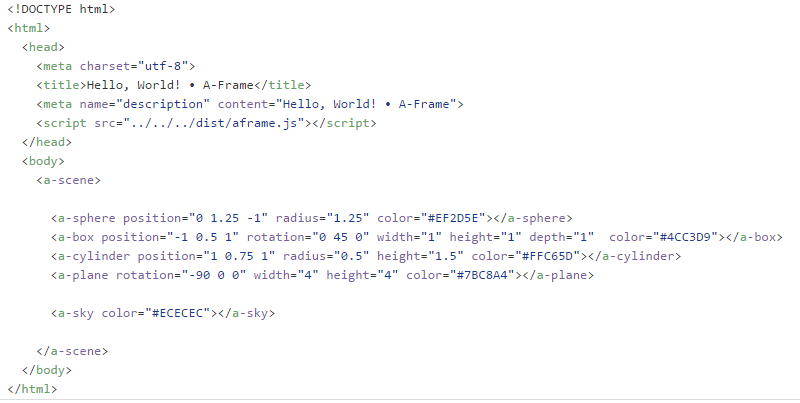 <!DOCTYPE html>
<html>
<head>
<meta charset="utf-8">
<title>Hello, World! • A-Frame</title>
<meta name="description" content="Hello, World! • A-Frame">
<script src="../../../dist/aframe.js"></script>
</head>
<body>
<a-scene>
<a-sphere position="0 1.25 -1" radius="1.25" color="#EF2D5E"></a-sphere>
<a-box position="-1 0.5 1" rotation="0 45 0" width="1" height="1" depth="1"  color="#4CC3D9"></a-box>
<a-cylinder position="1 0.75 1" radius="0.5" height="1.5" color="#FFC65D"></a-cylinder>
<a-plane rotation="-90 0 0" width="4" height="4" color="#7BC8A4"></a-plane>
<a-sky color="#ECECEC"></a-sky>
</a-scene>
</body>
</html>